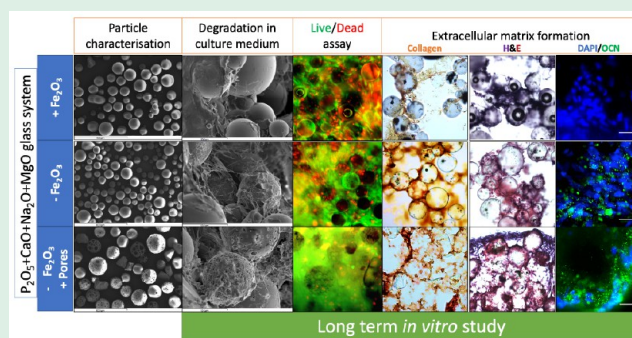 Particle characterisation
Degradation in culture medium
Live/Dead assay
Extracellular matrix formation
Collagen
H&E
DAPI/OCN
P₂O₅+CaO+Na₂O+MgO glass system
+ Fe₂O₃
- Fe₂O₃
- Fe₂O₃
+ Pores
Long term in vitro study